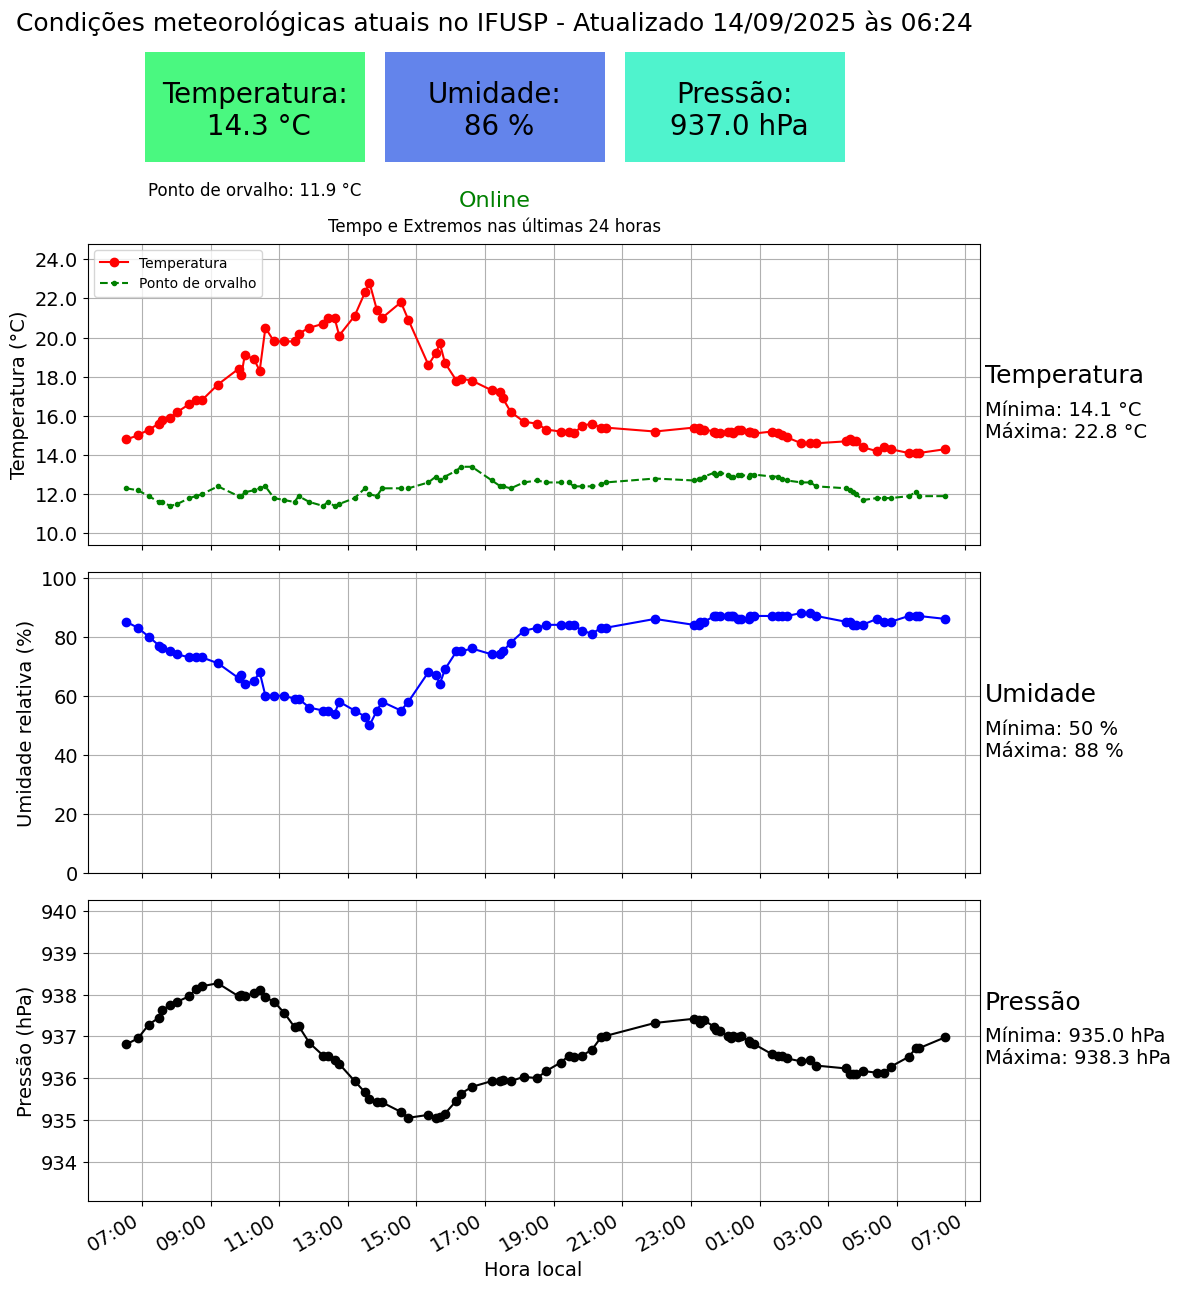 Condições meteorológicas atuais no IFUSP - Atualizado 14/09/2025 às 06:24
Temperatura:
14.3 °C
Umidade:
86 %
Pressão:
937.0 hPa
Ponto de orvalho: 11.9 °C
Online
Tempo e Extremos nas últimas 24 horas
Temperatura (°C)
24.0
22.0
20.0
18.0
16.0
14.0
12.0
10.0
Temperatura
Ponto de orvalho
Temperatura
Mínima: 14.1 °C
Máxima: 22.8 °C
Umidade relativa (%)
100
80
60
40
20
0
Umidade
Mínima: 50 %
Máxima: 88 %
Pressão (hPa)
940
939
938
937
936
935
934
Pressão
Mínima: 935.0 hPa
Máxima: 938.3 hPa
07:00 09:00 11:00 13:00 15:00 17:00 19:00 21:00 23:00 01:00 03:00 05:00 07:00
Hora local